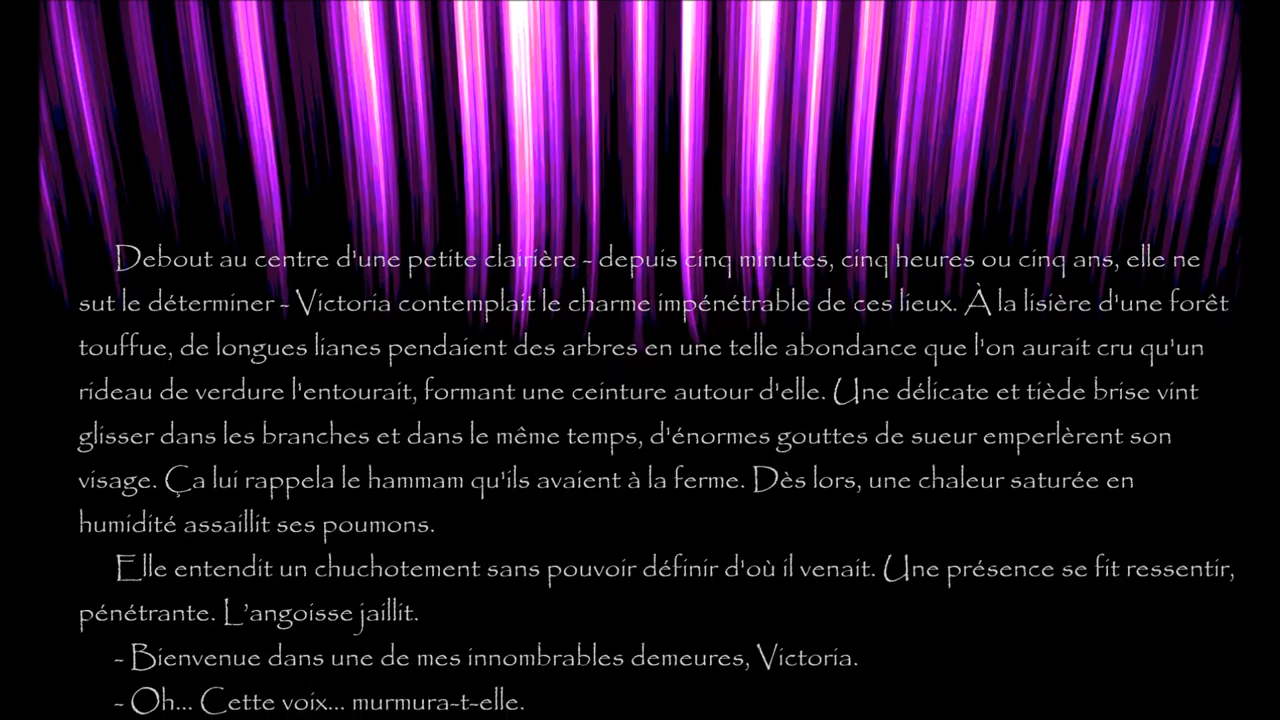 Debout au centre d'une petite clairière - depuis cinq minutes, cinq heures ou cinq ans, elle ne
sut le déterminer - Victoria contemplait le charme impénétrable de ces lieux. À la lisière d'une forêt
touffue, de longues lianes pendaient des arbres en une telle abondance que l'on aurait cru qu'un
rideau de verdure l'entourait, formant une ceinture autour d'elle. Une délicate et tiède brise vint
glisser dans les branches et dans le même temps, d'énormes gouttes de sueur emperlèrent son
visage. Ça lui rappela le hammam qu'ils avaient à la ferme. Dès lors, une chaleur saturée en
humidité assaillit ses poumons.
Elle entendit un chuchotement sans pouvoir définir d'où il venait. Une présence se fit ressentir,
pénétrante. L'angoisse jaillit.
- Bienvenue dans une de mes innombrables demeures, Victoria.
- Oh... Cette voix... murmura-t-elle.